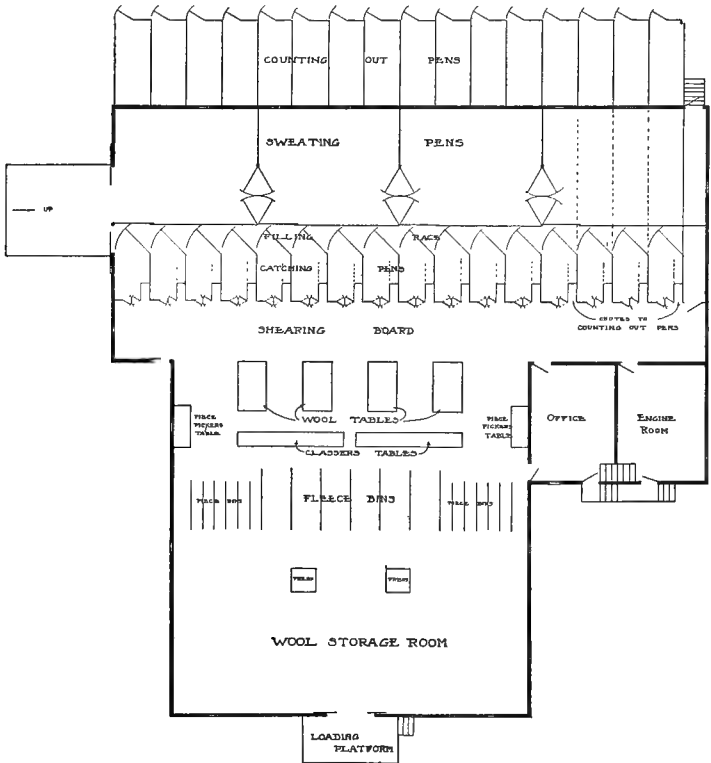 COUNTING OUT PENS
SWEATING PENS
UP
FILLING RACE
CATCHING PENS
CHUTES TO
COUNTING OUT PENS
SHEARING BOARD
WOOL TABLES
PIECE
PICKERS
TABLE
PIECE
PICKERS
TABLE
OFFICE
ENGINE
ROOM
CLASSERS TABLES
PIECE BINS
FLEECE BINS
PIECE BINS
PRESS
PRESS
WOOL STORAGE ROOM
LOADING
PLATFORM